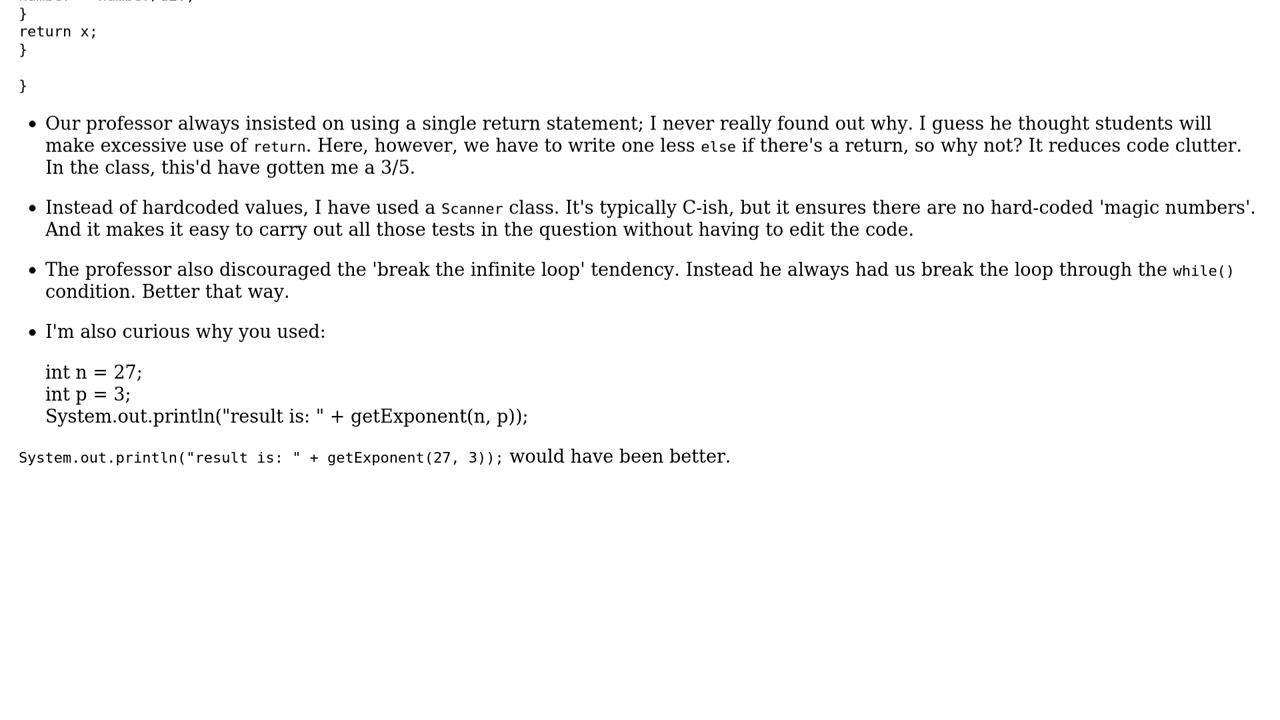 }
return x;
}
}
• Our professor always insisted on using a single return statement; I never really found out why. I guess he thought students will
make excessive use of return. Here, however, we have to write one less else if there's a return, so why not? It reduces code clutter.
In the class, this'd have gotten me a 3/5.
• Instead of hardcoded values, I have used a Scanner class. It's typically C-ish, but it ensures there are no hard-coded 'magic numbers'.
And it makes it easy to carry out all those tests in the question without having to edit the code.
• The professor also discouraged the 'break the infinite loop' tendency. Instead he always had us break the loop through the while()
condition. Better that way.
• I'm also curious why you used:
int n = 27;
int p = 3;
System.out.println("result is: " + getExponent(n, p));
System.out.println("result is: " + getExponent(27, 3)); would have been better.